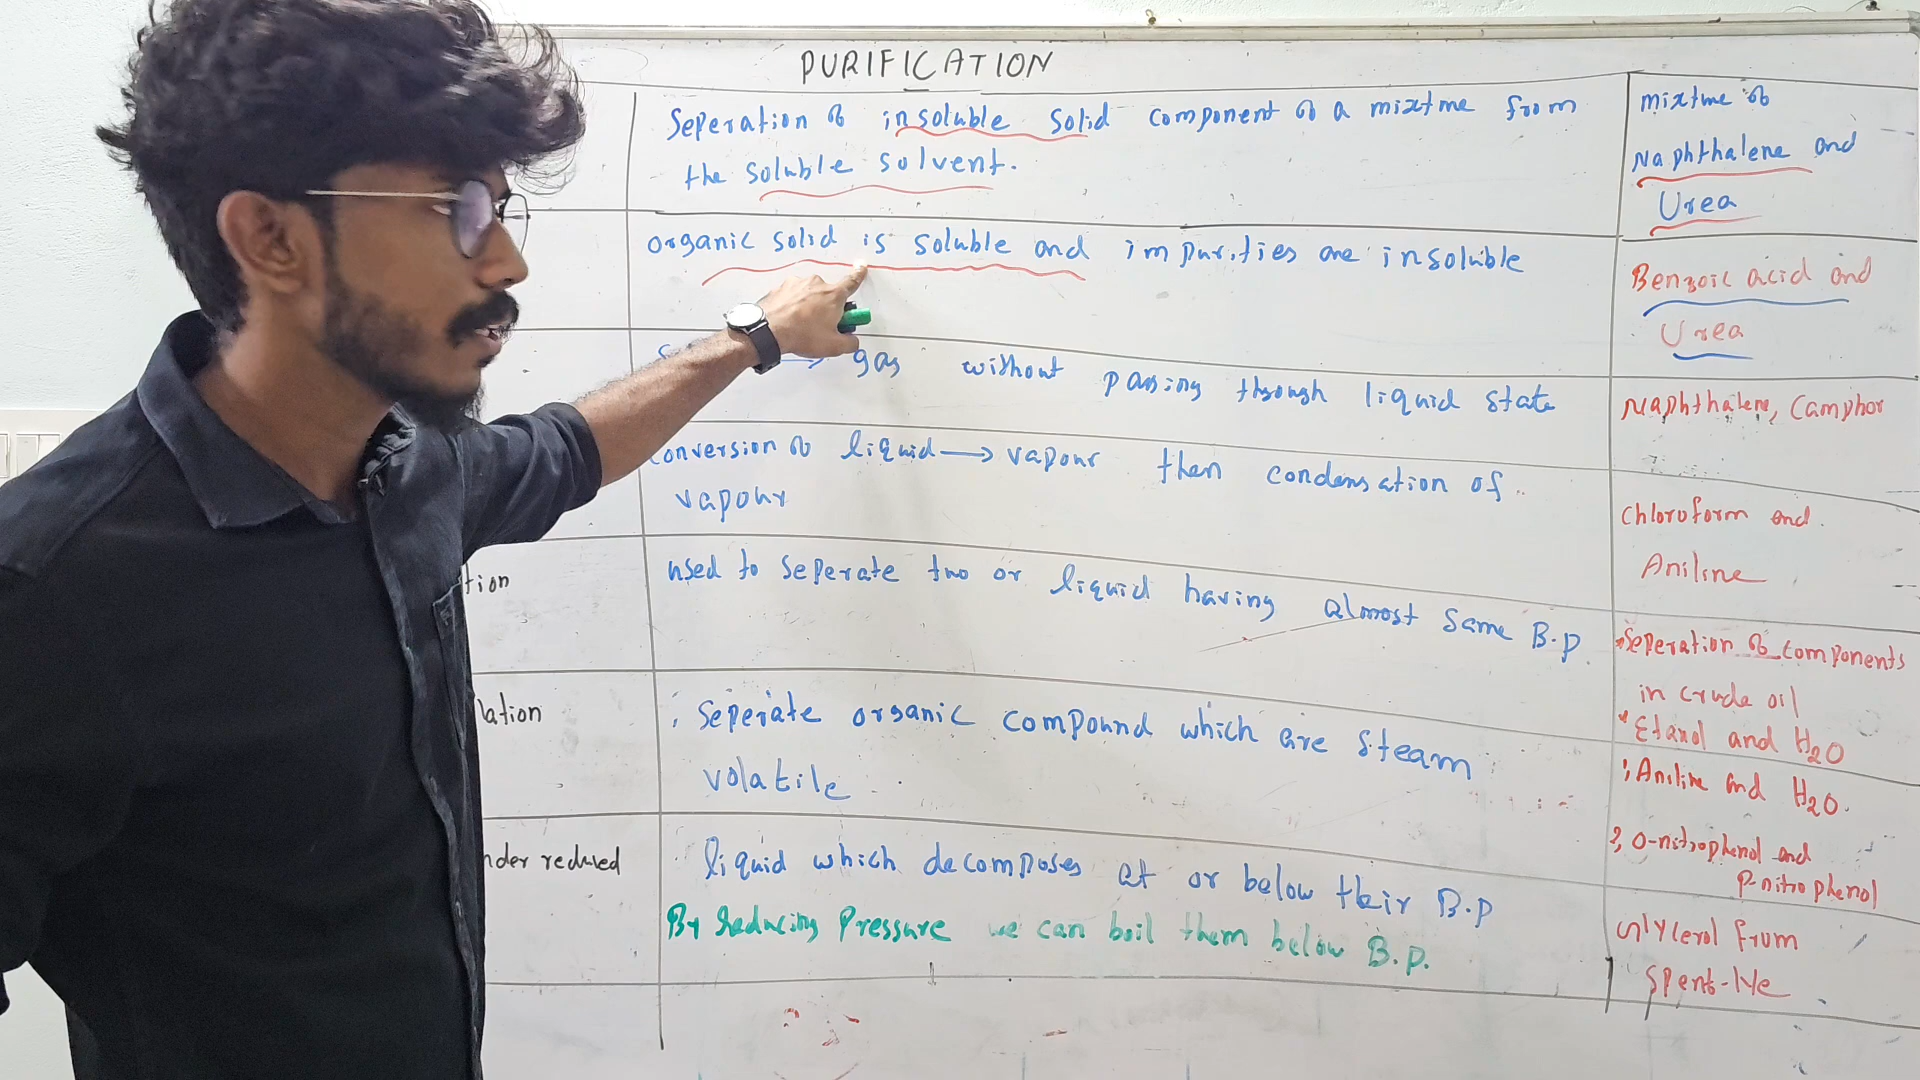 PURIFICATION
Seperation of insoluble solid component of a mixture from
the soluble solvent.
mixture of
Naphthalene and
Urea
organic solid is soluble and impurities are insoluble
Benzoic acid and
Urea
gas without passing through liquid state
Naphthalene, Camphor
conversion of liquid → vapour then condensation of
vapour
Chloroform and
Aniline
tion
used to seperate two or liquid having almost same B.p.
Seperation of components
in crude oil
* Etanol and H2O
lation
Seperate organic compound which are steam
volatile
Aniline and H2O.
2, O-nitrophenol and
P-nitrophenol
nder reduced
liquid which decomposes at or below their B.p
By reducing Pressure we can boil them below B.p.
Glycerol from
Spent-lye